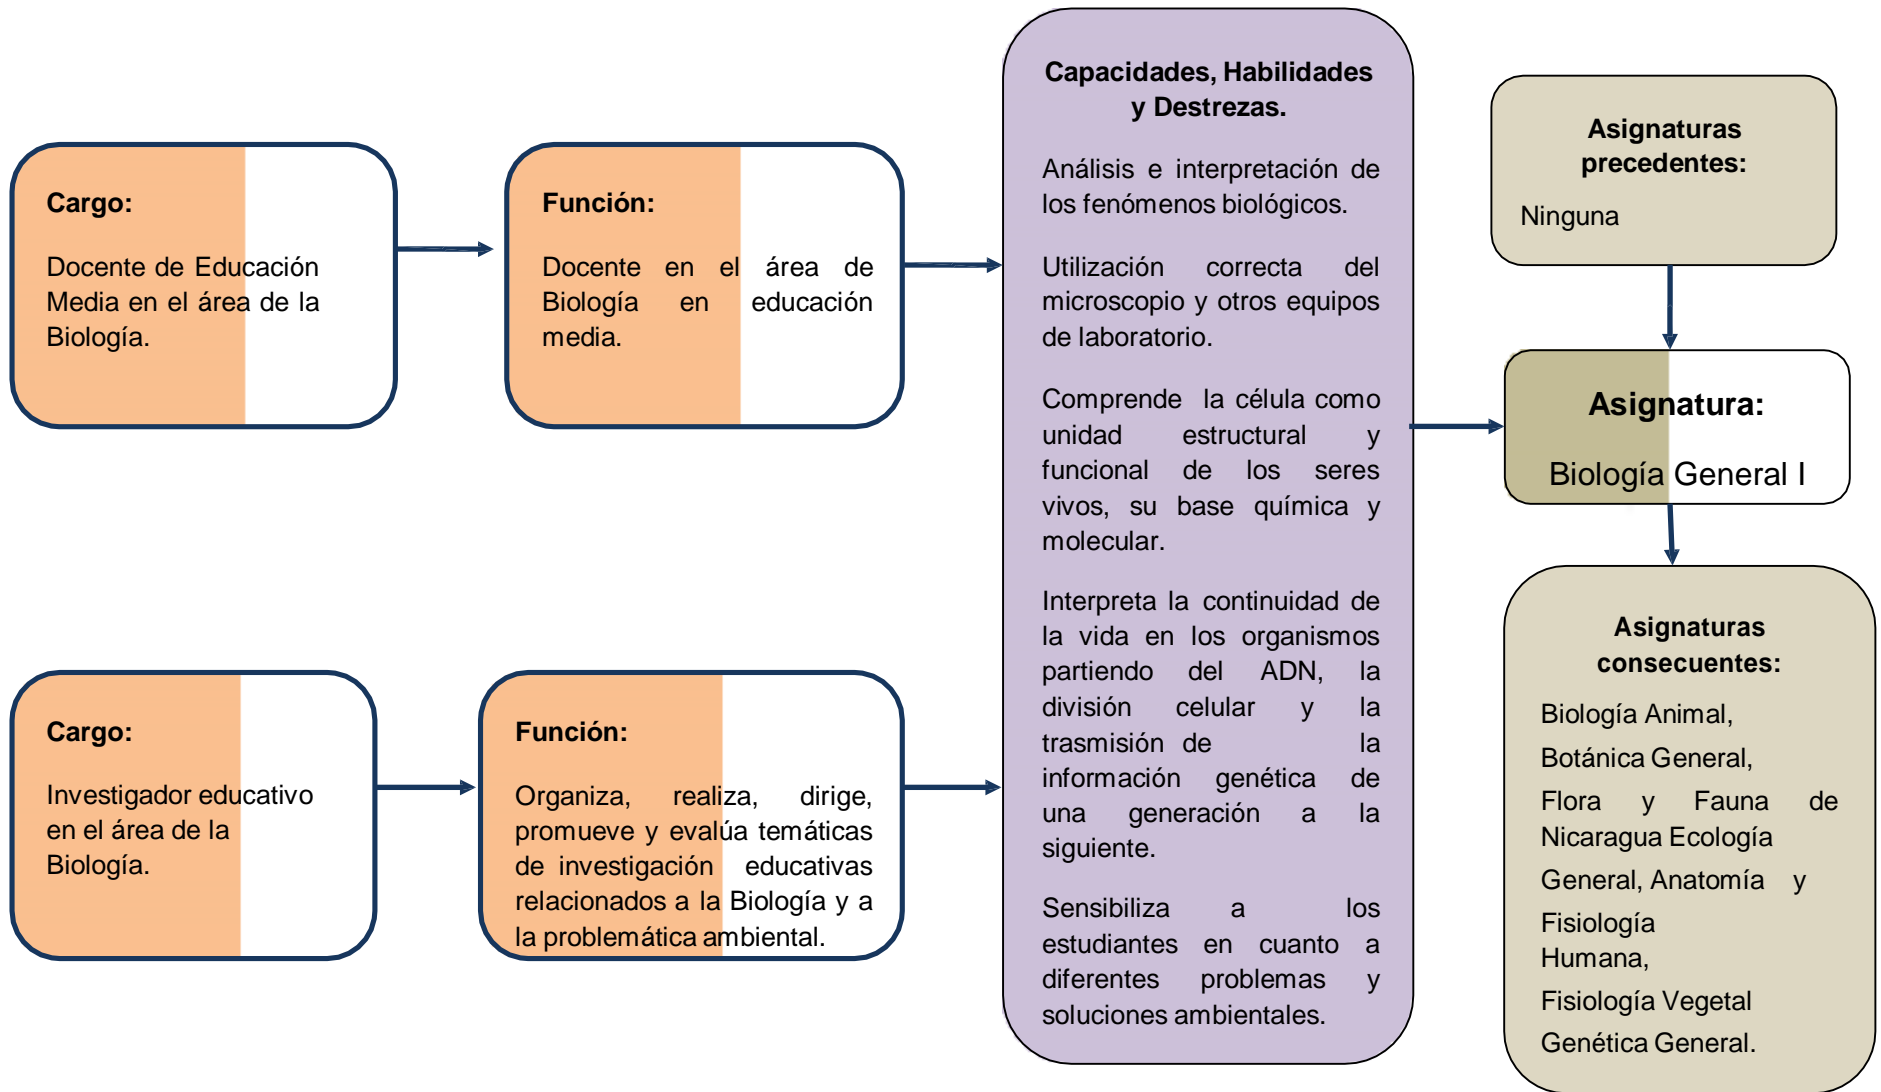 Cargo:
Docente de Educación
Media en el área de la
Biología.
Función:
Docente en el área de
Biología en educación
media.
Cargo:
Investigador educativo
en el área de la
Biología.
Función:
Organiza, realiza, dirige,
promueve y evalúa temáticas
de investigación educativas
relacionados a la Biología y a
la problemática ambiental.
Capacidades, Habilidades
y Destrezas.
Análisis e interpretación de
los fenómenos biológicos.
Utilización correcta del
microscopio y otros equipos
de laboratorio.
Comprende la célula como
unidad estructural y
funcional de los seres
vivos, su base química y
molecular.
Interpreta la continuidad de
la vida en los organismos
partiendo del ADN, la
división celular y la
trasmisión de la
información genética de
una generación a la
siguiente.
Sensibiliza a los
estudiantes en cuanto a
diferentes problemas y
soluciones ambientales.
Asignaturas
precedentes:
Ninguna
Asignatura:
Biología General I
Asignaturas
consecuentes:
Biología Animal,
Botánica General,
Flora y Fauna de
Nicaragua Ecología
General, Anatomía y
Fisiología
Humana,
Fisiología Vegetal
Genética General.